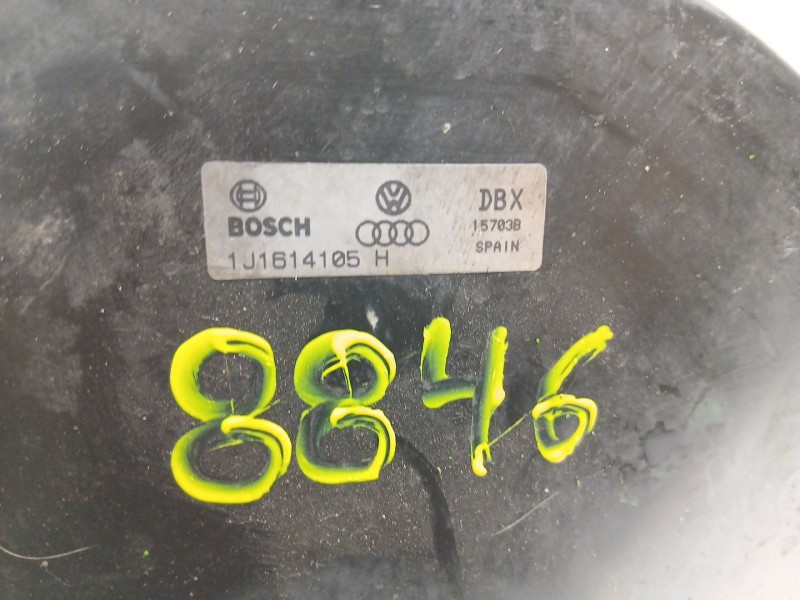 BOSCH
DBX
15703B
SPAIN
1J1614105 H
8846